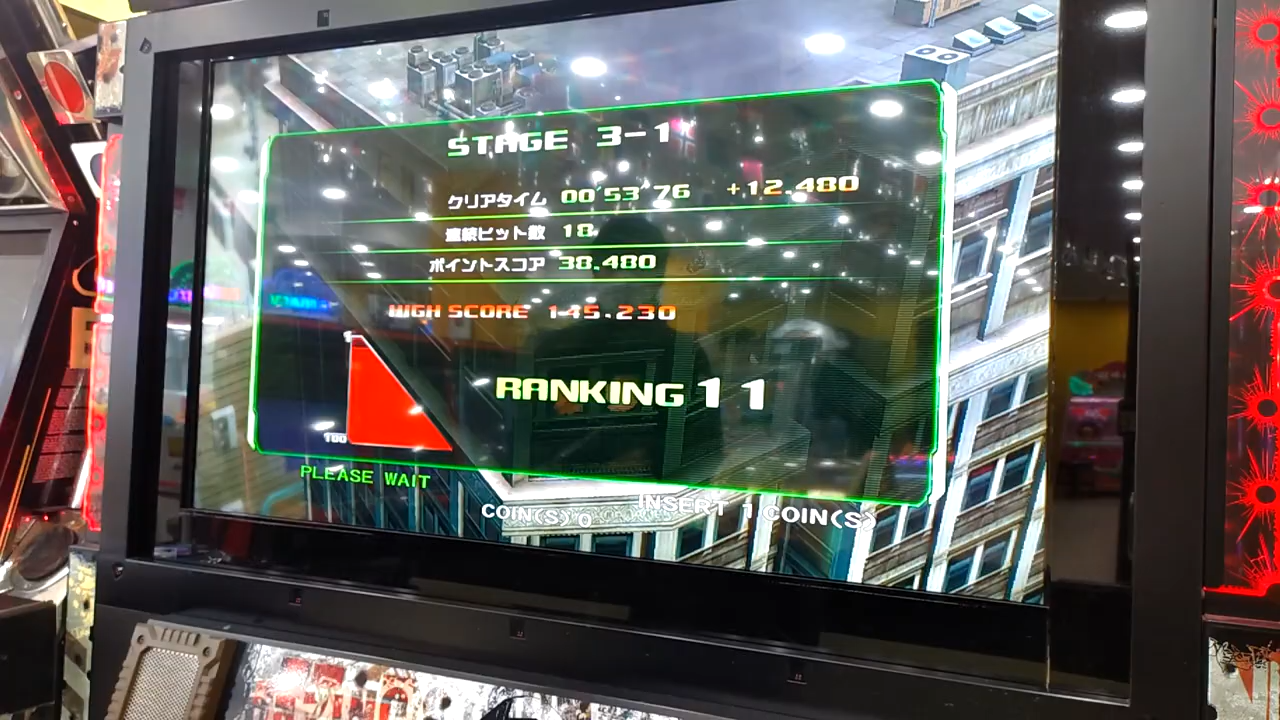 STAGE 3-1
クリアタイム 00'53"76 +12.480
連続ヒット数 18
ポイントスコア 38.480
HIGH SCORE 145.230
RANKING 11
100
PLEASE WAIT
COIN(S) 0 INSERT 1 COIN(S)